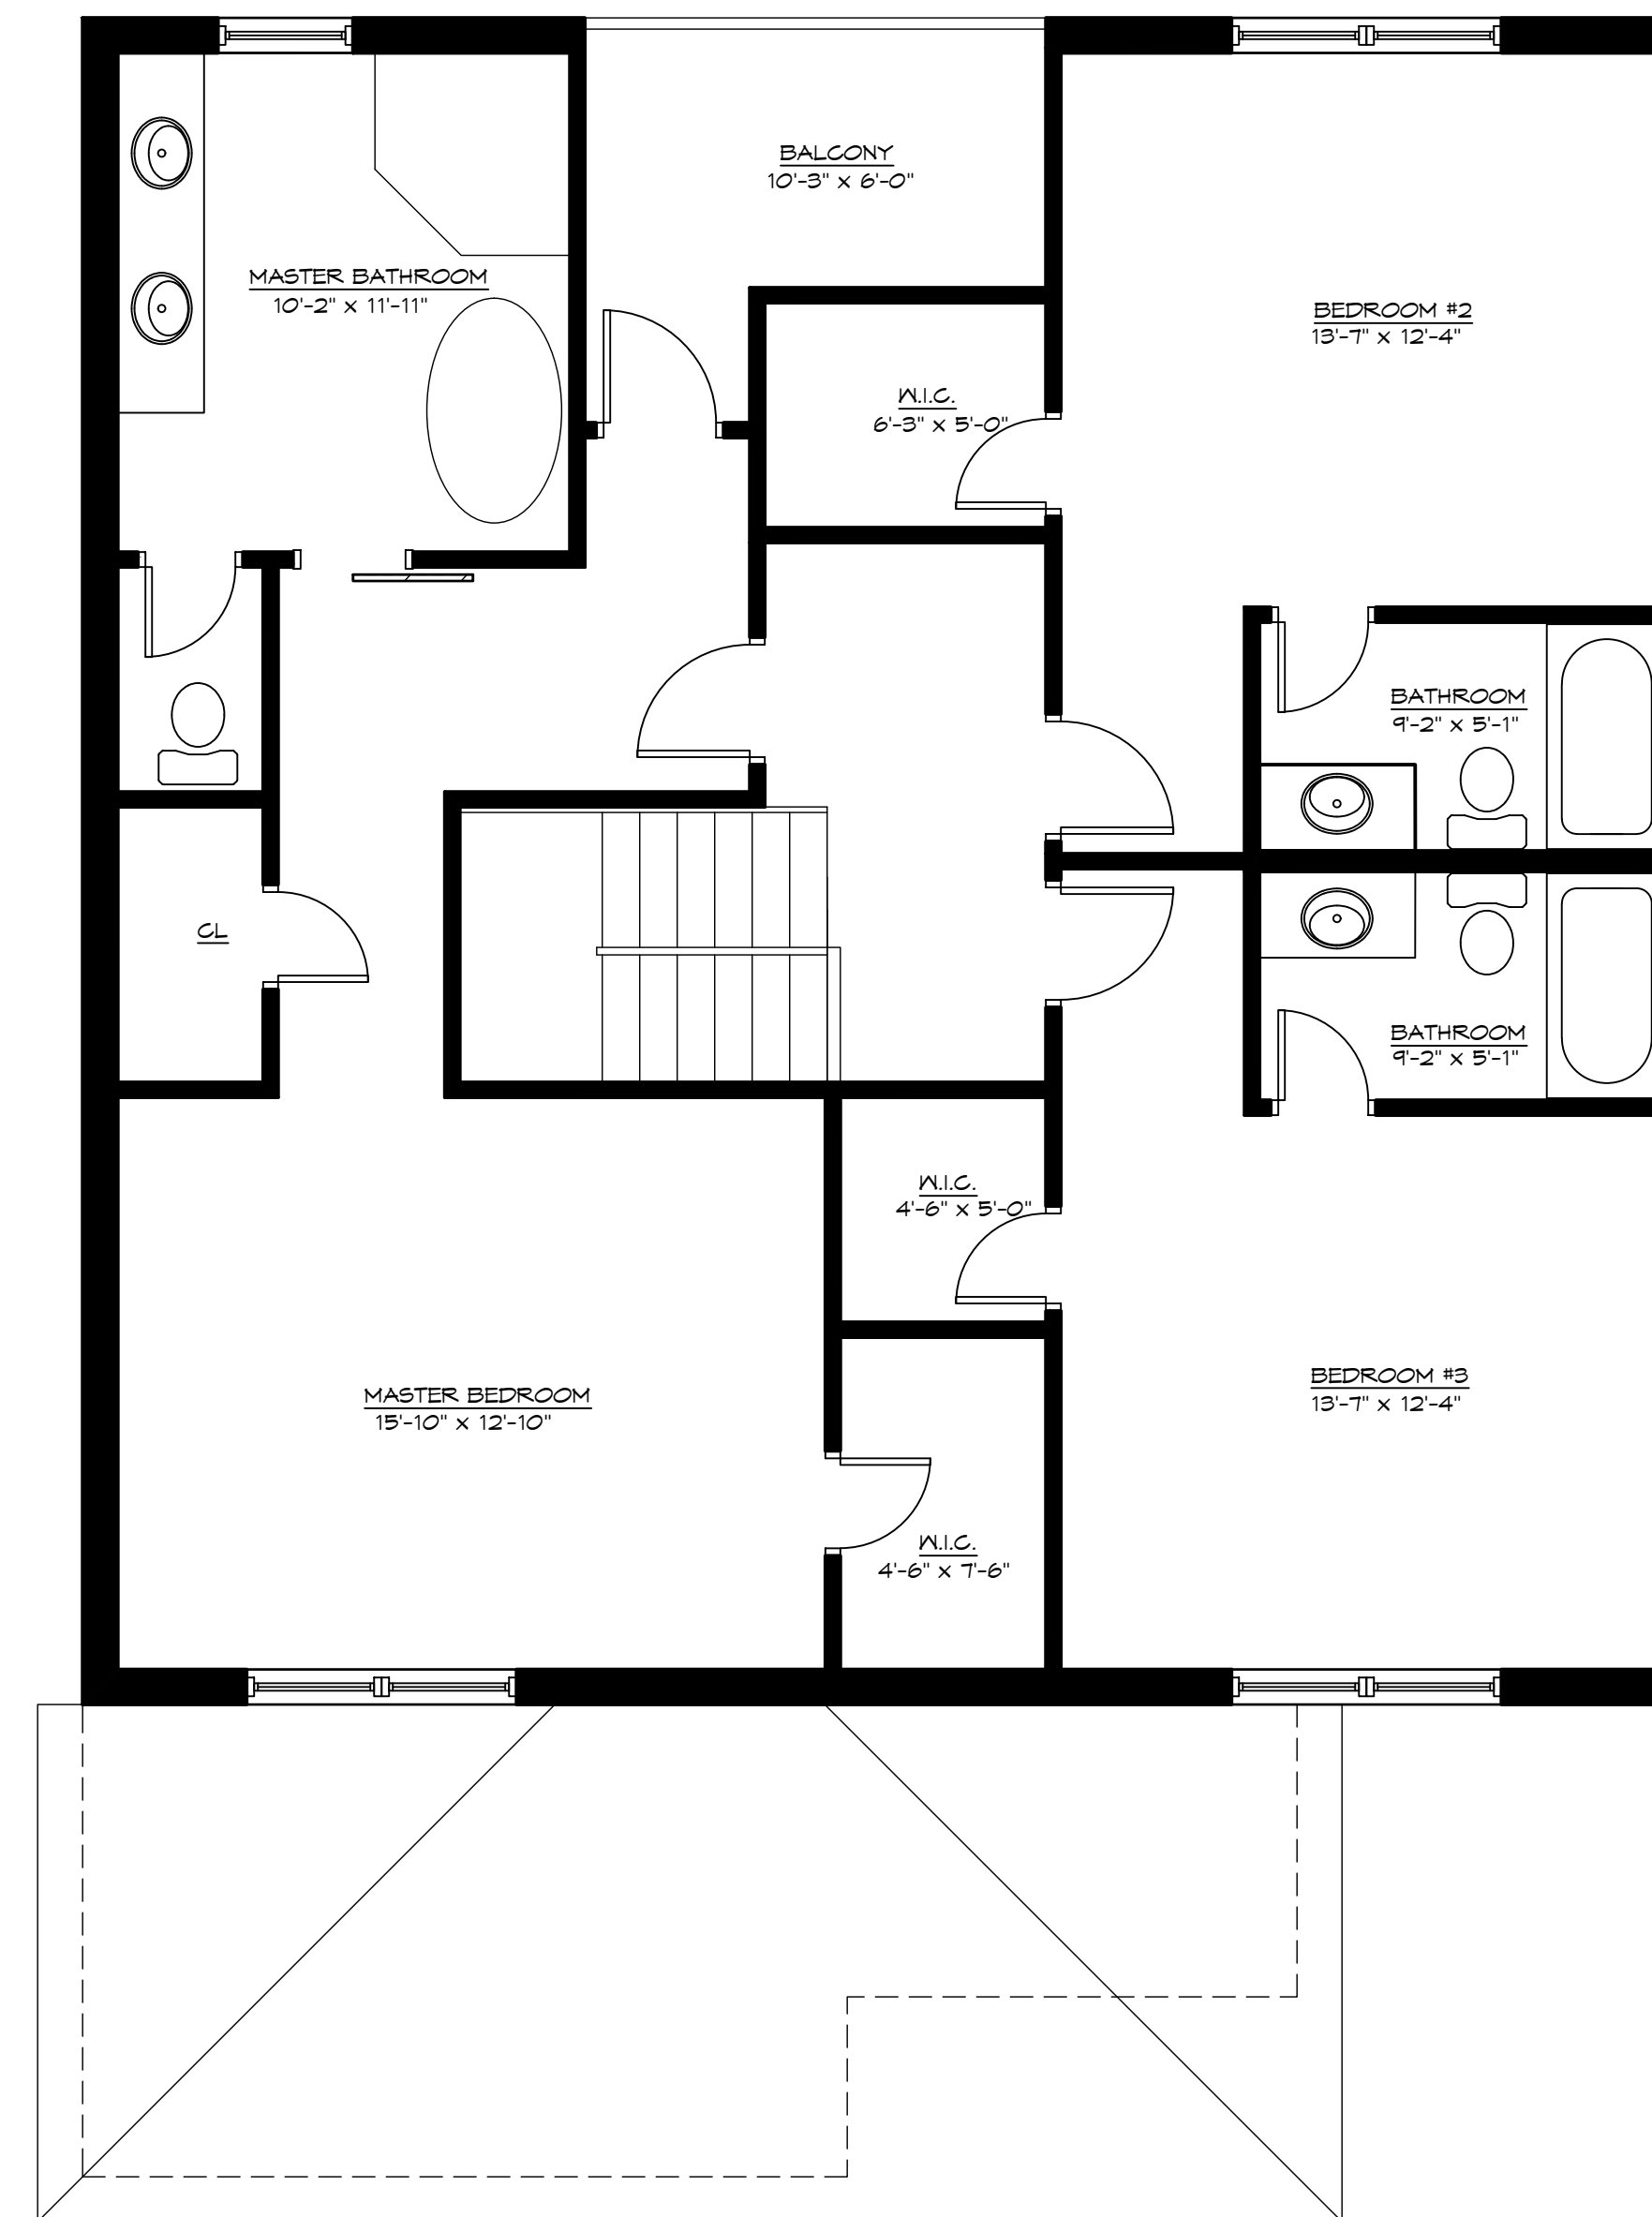 BALCONY
10'-3" x 6'-0"
MASTER BATHROOM
10'-2" x 11'-11"
BEDROOM #2
13'-7" x 12'-4"
W.I.C.
6'-3" x 5'-0"
BATHROOM
9'-2" x 5'-1"
CL
BATHROOM
9'-2" x 5'-1"
W.I.C.
4'-6" x 5'-0"
BEDROOM #3
13'-7" x 12'-4"
MASTER BEDROOM
15'-10" x 12'-10"
W.I.C.
4'-6" x 7'-6"